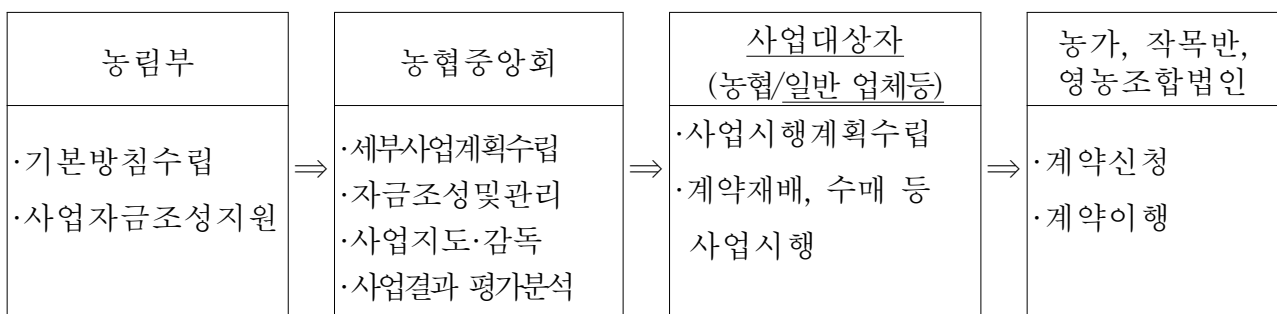 농림부
·기본방침수립
·사업자금조성지원
⇒
농협중앙회
·세부사업계획수립
·자금조성및관리
·사업지도·감독
·사업결과 평가분석
⇒
사업대상자
(농협/일반 업체등)
·사업시행계획수립
·계약재배, 수매 등
사업시행
⇒
농가, 작목반,
영농조합법인
·계약신청
·계약이행